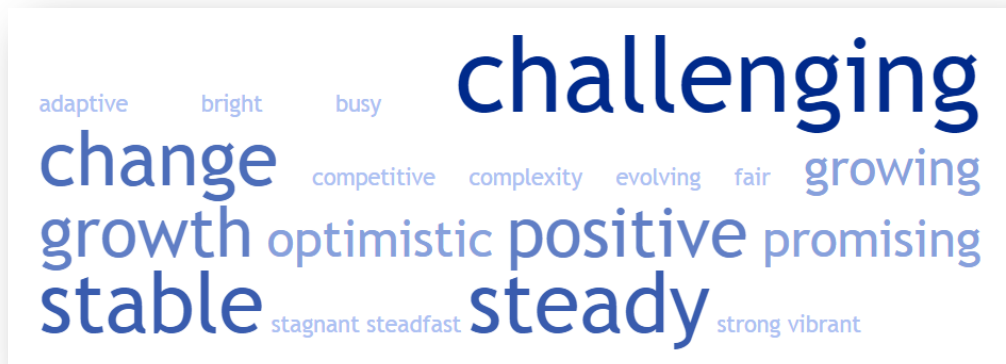 adaptive bright busy challenging
change competitive complexity evolving fair growing
growth optimistic positive promising
stable stagnant steadfast steady strong vibrant